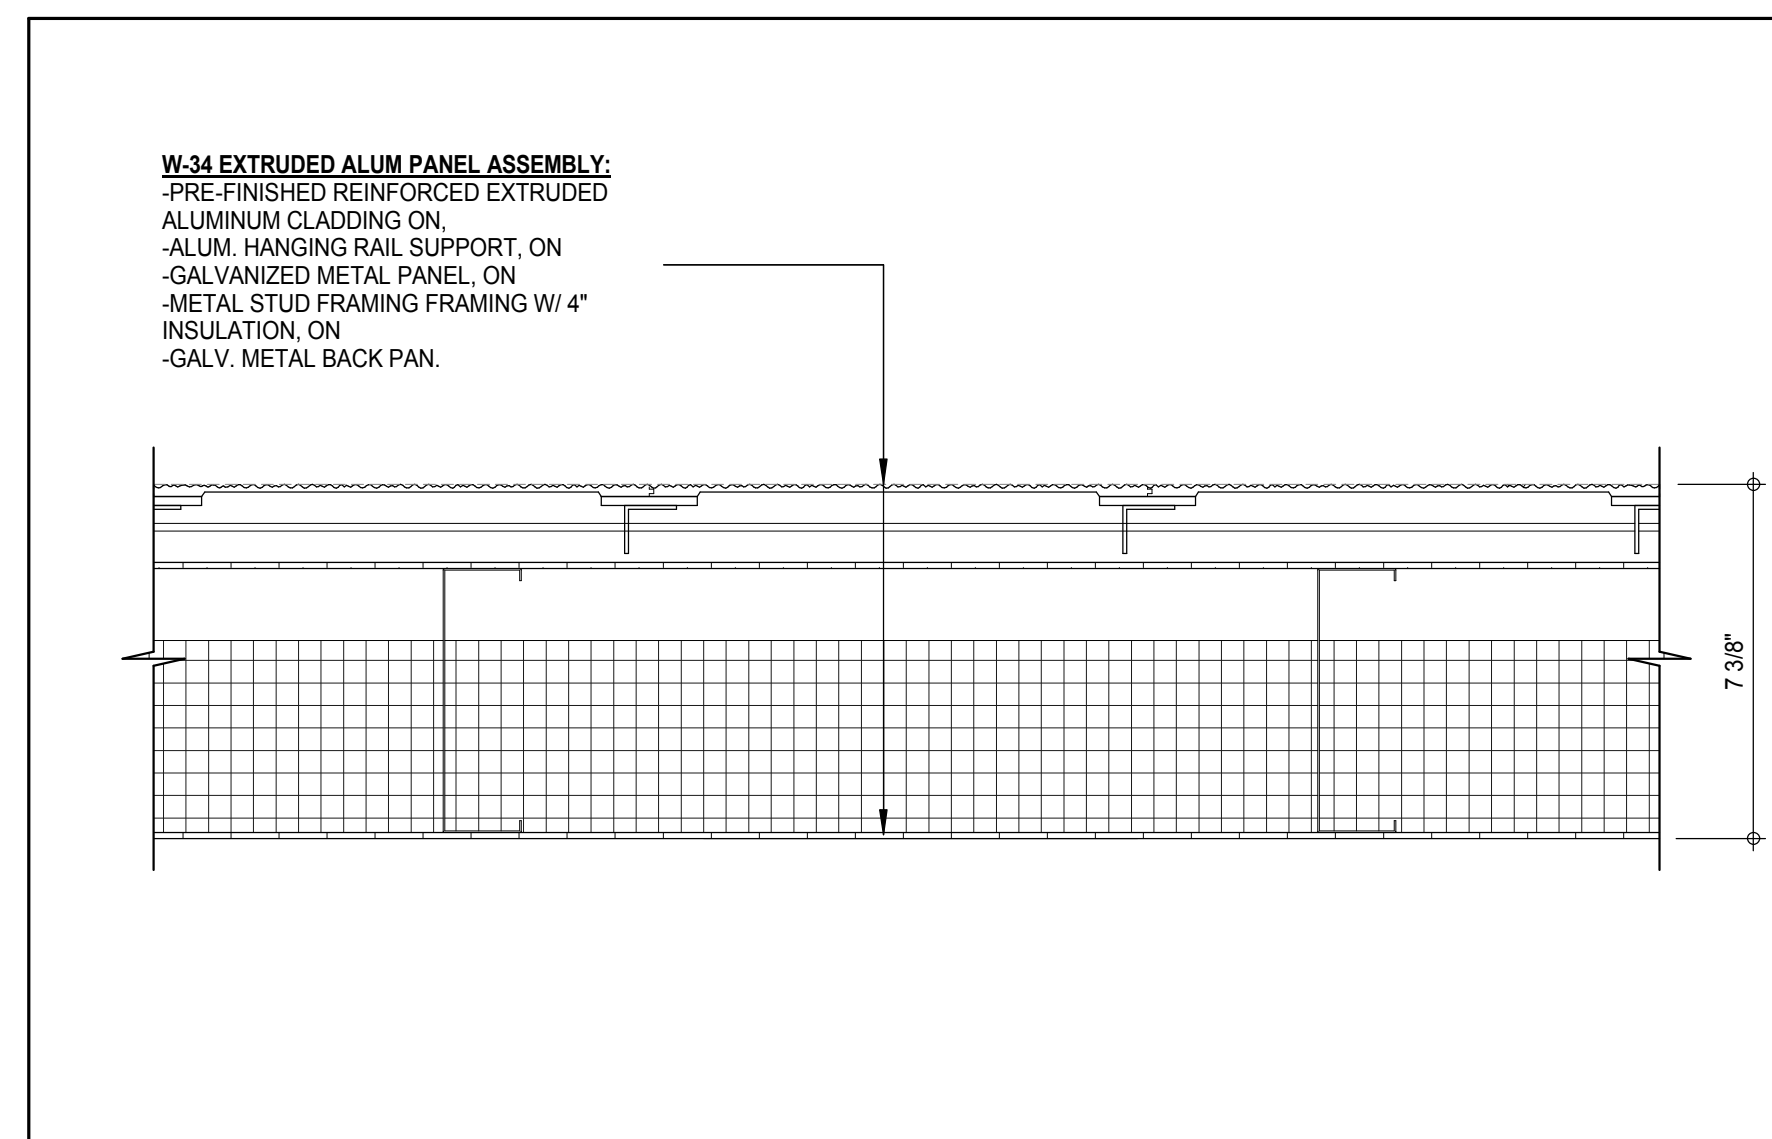 W-34 EXTRUDED ALUM PANEL ASSEMBLY:
-PRE-FINISHED REINFORCED EXTRUDED
ALUMINUM CLADDING ON,
-ALUM. HANGING RAIL SUPPORT, ON
-GALVANIZED METAL PANEL, ON
-METAL STUD FRAMING FRAMING W/ 4"
INSULATION, ON
-GALV. METAL BACK PAN.
7 3/8"